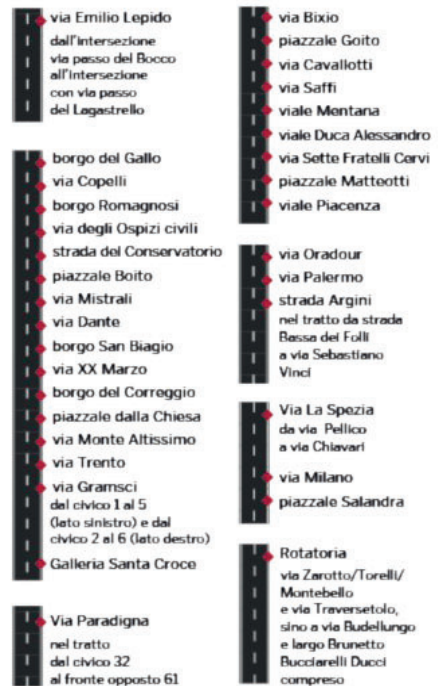 via Emilio Lepido
dall'intersezione
via passo del Bocco
all'intersezione
con via passo
del Lagastrello
borgo del Gallo
via Copelli
borgo Romagnosi
via degli Ospizi civili
strada del Conservatorio
piazzale Boito
via Mistrali
via Dante
borgo San Biagio
via XX Marzo
borgo del Correggio
piazzale dalla Chiesa
via Monte Altissimo
via Trento
via Gramsci
dal civico 1 al 5
(lato sinistro) e dal
civico 2 al 6 (lato destro)
Galleria Santa Croce
Via Paradigna
nel tratto
dal civico 32
al fronte opposto 61
via Bixio
piazzale Goito
via Cavallotti
via Saffi
viale Mentana
viale Duca Alessandro
via Sette Fratelli Cervi
piazzale Matteotti
viale Piacenza
via Oradour
via Palermo
strada Argini
nel tratto da strada
Bassa dei Folli
a via Sebastiano
Vinci
Via La Spezia
da via Pellico
a via Chiavari
via Milano
piazzale Salandra
Rotatoria
via Zarotto/Torelli/
Montebello
e via Traversetolo,
sino a via Budellungo
e largo Brunetto
Bucciarelli Ducci
compreso